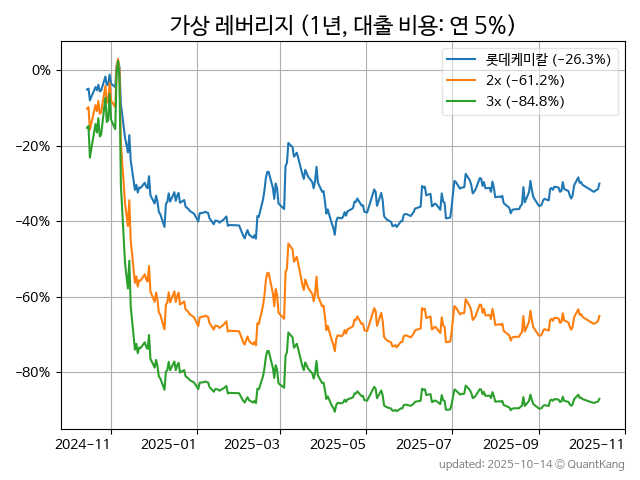 가상 레버리지 (1년, 대출 비용: 연 5%)
롯데케미칼 (−26.3%)
2x (−61.2%)
3x (−84.8%)
0%
−20%
−40%
−60%
−80%
2024-11 2025-01 2025-03 2025-05 2025-07 2025-09 2025-11
updated: 2025-10-14 © QuantKang